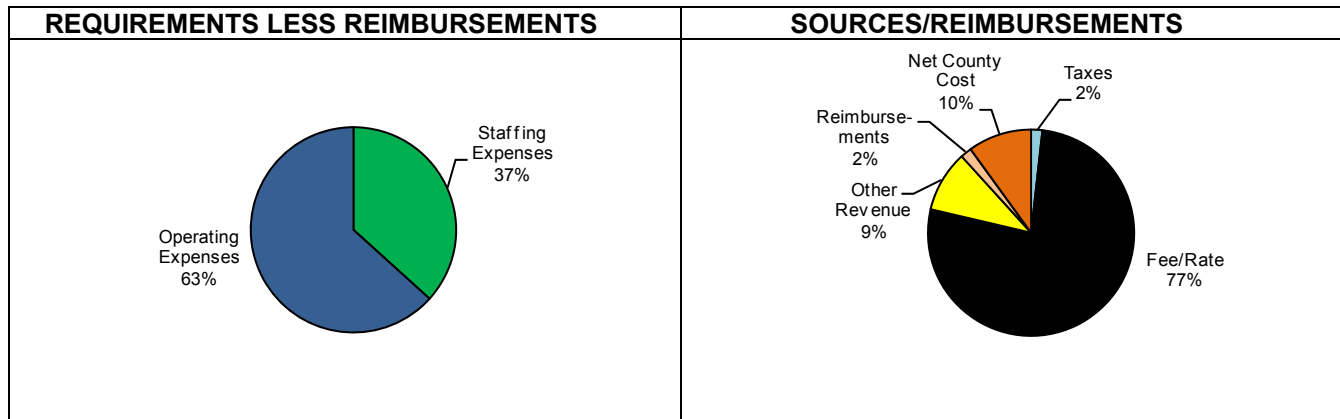 REQUIREMENTS LESS REIMBURSEMENTS
Staffing
Expenses
37%
Operating
Expenses
63%
SOURCES/REIMBURSEMENTS
Net County
Cost
10%
Taxes
2%
Reimburse-
ments
2%
Other
Revenue
9%
Fee/Rate
77%